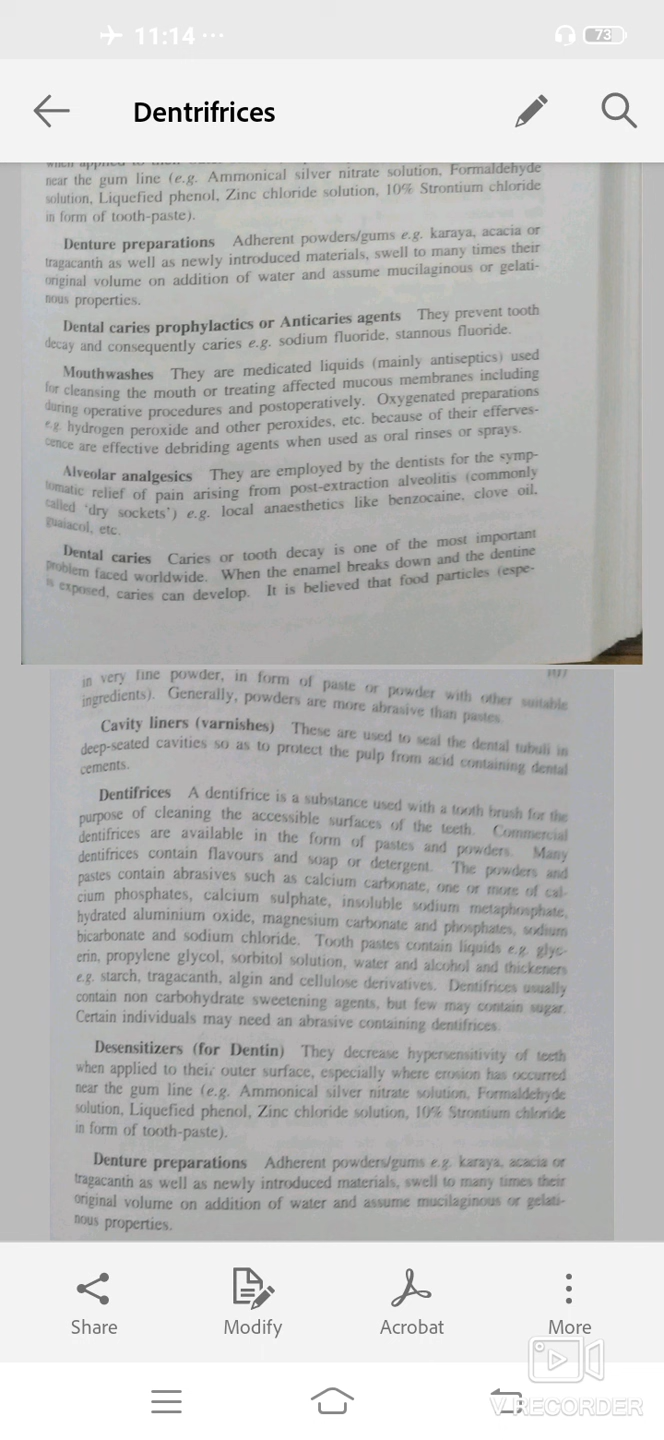 11:14 ...
73
Dentrifrices
near the gum line (e.g. Ammonical silver nitrate solution, Formaldehyde
solution, Liquefied phenol, Zinc chloride solution, 10% Strontium chloride
in form of tooth-paste).
Denture preparations Adherent powders/gums e.g. karaya, acacia or
tragacanth as well as newly introduced materials, swell to many times their
original volume on addition of water and assume mucilaginous or gelati-
nous properties.
Dental caries prophylactics or Anticaries agents They prevent tooth
decay and consequently caries e.g. sodium fluoride, stannous fluoride.
Mouthwashes They are medicated liquids (mainly antiseptics) used
for cleansing the mouth or treating affected mucous membranes including
during operative procedures and postoperatively. Oxygenated preparations
e.g. hydrogen peroxide and other peroxides, etc. because of their efferves-
cence are effective debriding agents when used as oral rinses or sprays.
Alveolar analgesics They are employed by the dentists for the symp-
tomatic relief of pain arising from post-extraction alveolitis (commonly
called 'dry sockets') e.g. local anaesthetics like benzocaine, clove oil,
guaiacol, etc.
Dental caries Caries or tooth decay is one of the most important
problem faced worldwide. When the enamel breaks down and the dentine
is exposed, caries can develop. It is believed that food particles (espe-
in very fine powder, in form of paste or powder with other suitable
ingredients). Generally, powders are more abrasive than pastes.
Cavity liners (varnishes) These are used to seal the dental tubuli in
deep-seated cavities so as to protect the pulp from acid containing dental
cements.
Dentifrices A dentifrice is a substance used with a tooth brush for the
purpose of cleaning the accessible surfaces of the teeth. Commercial
dentifrices are available in the form of pastes and powders. Many
dentifrices contain flavours and soap or detergent. The powders and
pastes contain abrasives such as calcium carbonate, one or more of cal-
cium phosphates, calcium sulphate, insoluble sodium metaphosphate,
hydrated aluminium oxide, magnesium carbonate and phosphates, sodium
bicarbonate and sodium chloride. Tooth pastes contain liquids e.g. glyc-
erin, propylene glycol, sorbitol solution, water and alcohol and thickeners
e.g. starch, tragacanth, algin and cellulose derivatives. Dentifrices usually
contain non carbohydrate sweetening agents, but few may contain sugar.
Certain individuals may need an abrasive containing dentifrices.
Desensitizers (for Dentin) They decrease hypersensitivity of teeth
when applied to their outer surface, especially where erosion has occurred
near the gum line (e.g. Ammonical silver nitrate solution, Formaldehyde
solution, Liquefied phenol, Zinc chloride solution, 10% Strontium chloride
in form of tooth-paste).
Denture preparations Adherent powders/gums e.g. karaya, acacia or
tragacanth as well as newly introduced materials, swell to many times their
original volume on addition of water and assume mucilaginous or gelati-
nous properties.
Share Modify Acrobat More
V RECORDER